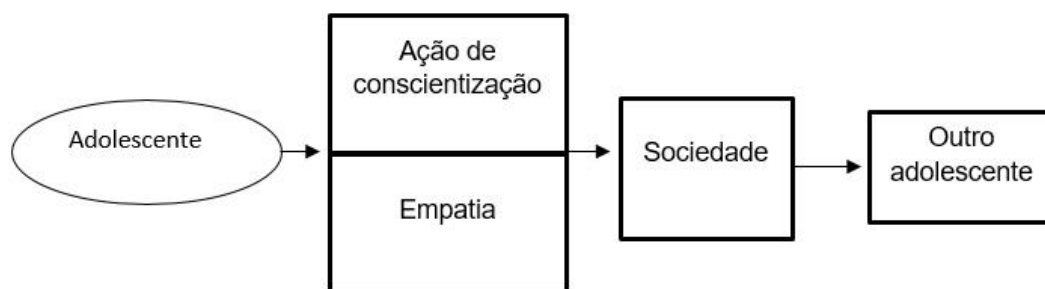 Adolescente
Ação de
conscientização
Empatia
Sociedade
Outro
adolescente